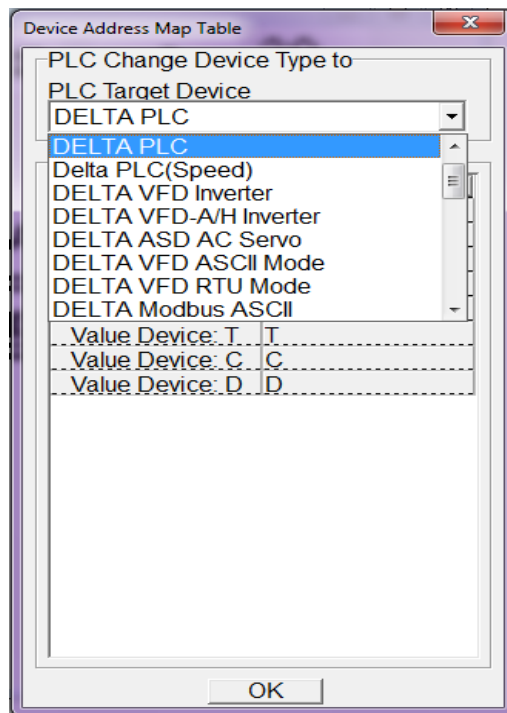 Device Address Map Table
PLC Change Device Type to
PLC Target Device
DELTA PLC
DELTA PLC
Delta PLC(Speed)
DELTA VFD Inverter
DELTA VFD-A/H Inverter
DELTA ASD AC Servo
DELTA VFD ASCII Mode
DELTA VFD RTU Mode
DELTA Modbus ASCII
Value Device: T T
Value Device: C C
Value Device: D D
OK